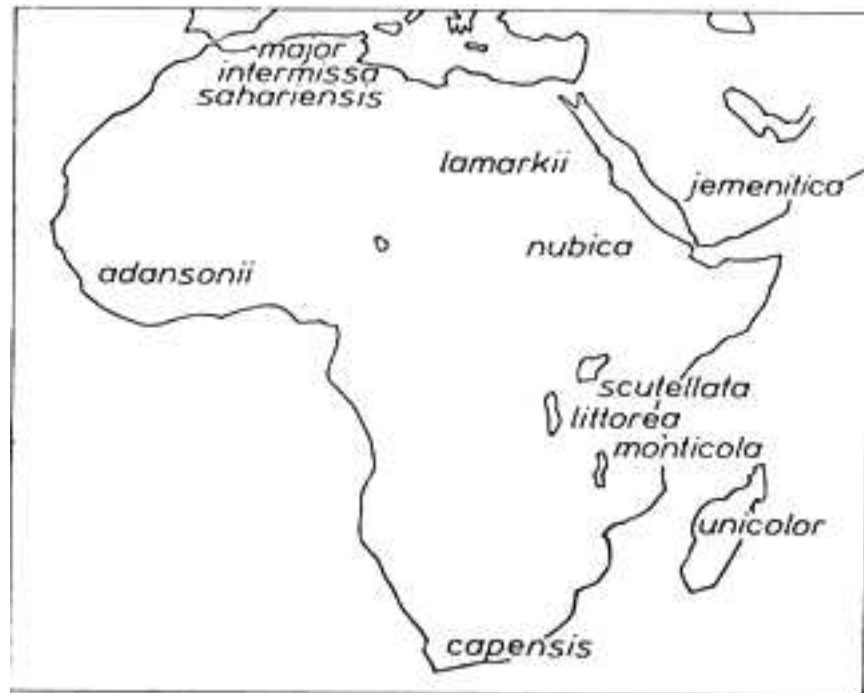 major
intermissa
sahariensis
lamarkii
jemenitica
nubica
adansonii
scutellata
littorea
monticola
unicolor
capensis